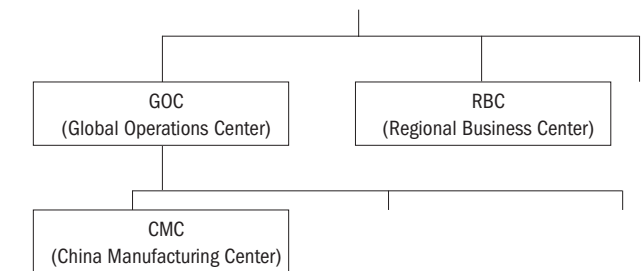 GOC
(Global Operations Center)
RBC
(Regional Business Center)
CMC
(China Manufacturing Center)